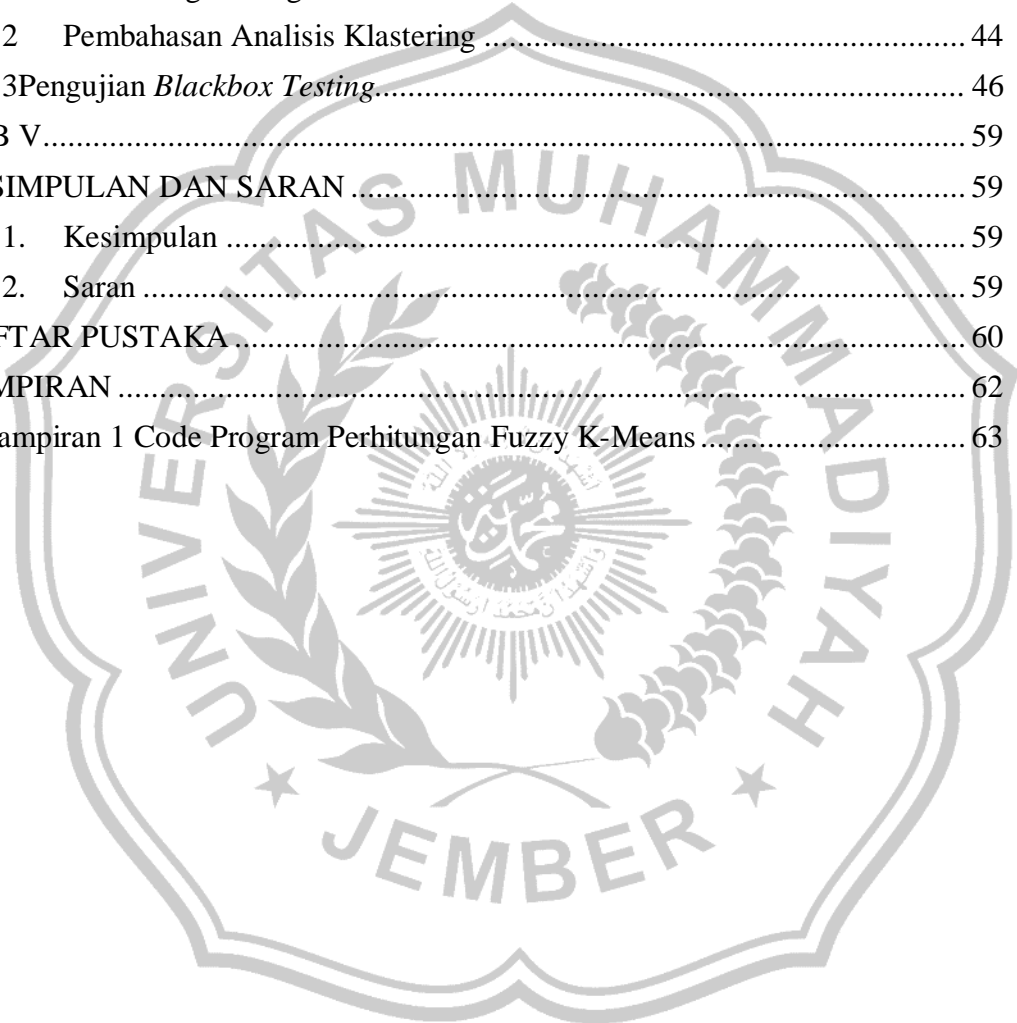 2 Pembahasan Analisis Klastering ........ 44
3Pengujian Blackbox Testing........ 46
B V........ 59
SIMPULAN DAN SARAN ........ 59
1. Kesimpulan ........ 59
2. Saran ........ 59
FTAR PUSTAKA ........ 60
MPIRAN ........ 62
ampiran 1 Code Program Perhitungan Fuzzy K-Means ........ 63
UNIVERSITAS MUHAMMADIYAH
JEMBER